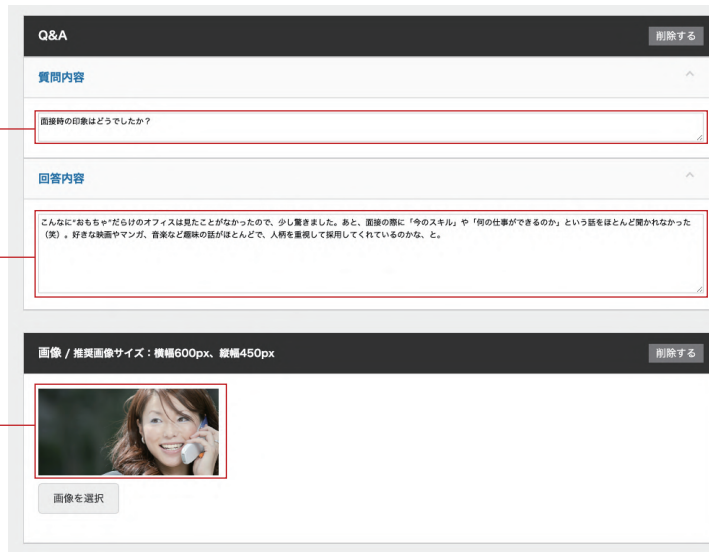 Q&A
削除する
質問内容
面接時の印象はどうでしたか？
回答内容
こんなに“おもちゃ”だらけのオフィスは見たことがなかったので、少し驚きました。あと、面接の際に「今のスキル」や「何の仕事ができるのか」という話をほとんど聞かれなかった
（笑）。好きな映画やマンガ、音楽など趣味の話がほとんどで、人柄を重視して採用してくれているのかな、と。
画像 / 推奨画像サイズ：横幅600px、縦幅450px
削除する
画像を選択